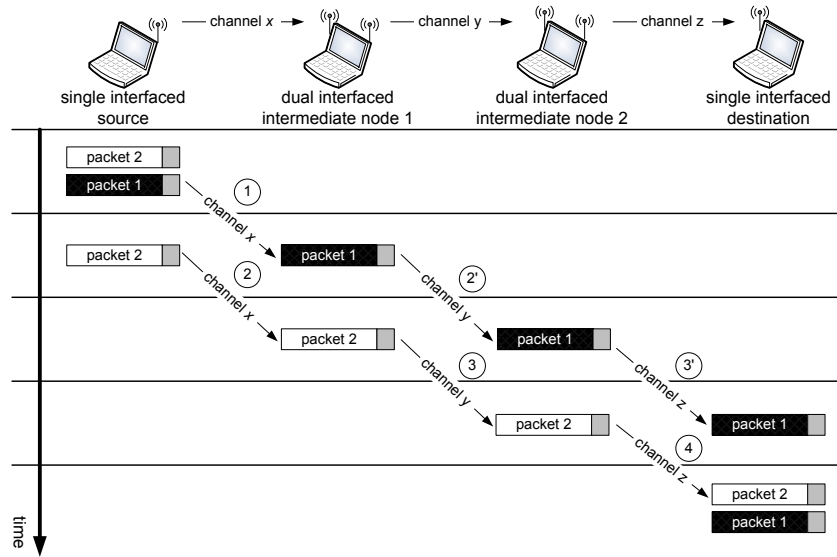 channel x
channel y
channel z
single interfaced
source
dual interfaced
intermediate node 1
dual interfaced
intermediate node 2
single interfaced
destination
packet 2
packet 1
1
channel x
packet 2
packet 1
2
channel x
2'
channel y
packet 2
packet 1
3
channel y
3'
channel z
packet 2
packet 1
4
channel z
packet 2
packet 1
time